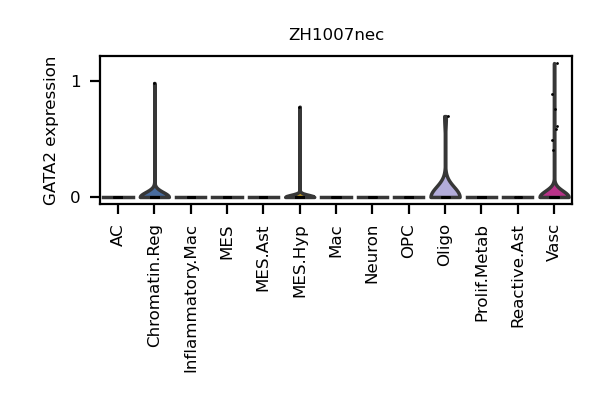 ZH1007nec
GATA2 expression
1
0
AC
Chromatin.Reg
Inflammatory.Mac
MES
MES.Ast
MES.Hyp
Mac
Neuron
OPC
Oligo
Prolif.Metab
Reactive.Ast
Vasc